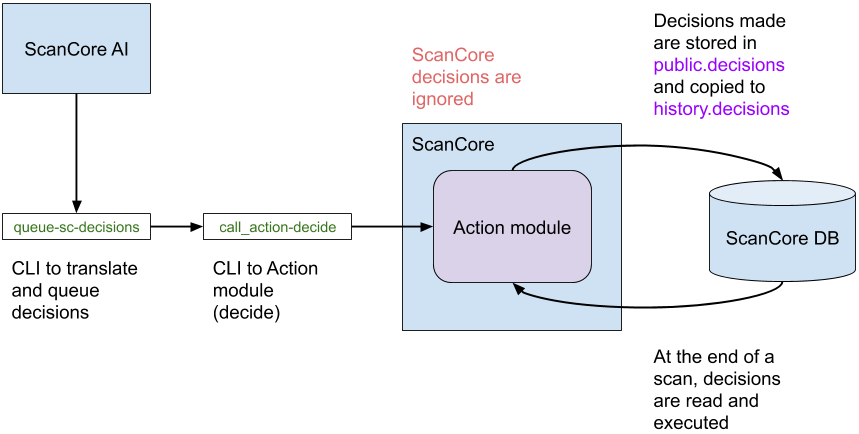 ScanCore AI
ScanCore
decisions are
ignored
Decisions made
are stored in
public.decisions
and copied to
history.decisions
ScanCore
Action module
ScanCore DB
queue-sc-decisions
call_action-decide
CLI to translate
and queue
decisions
CLI to Action
module
(decide)
At the end of a
scan, decisions
are read and
executed